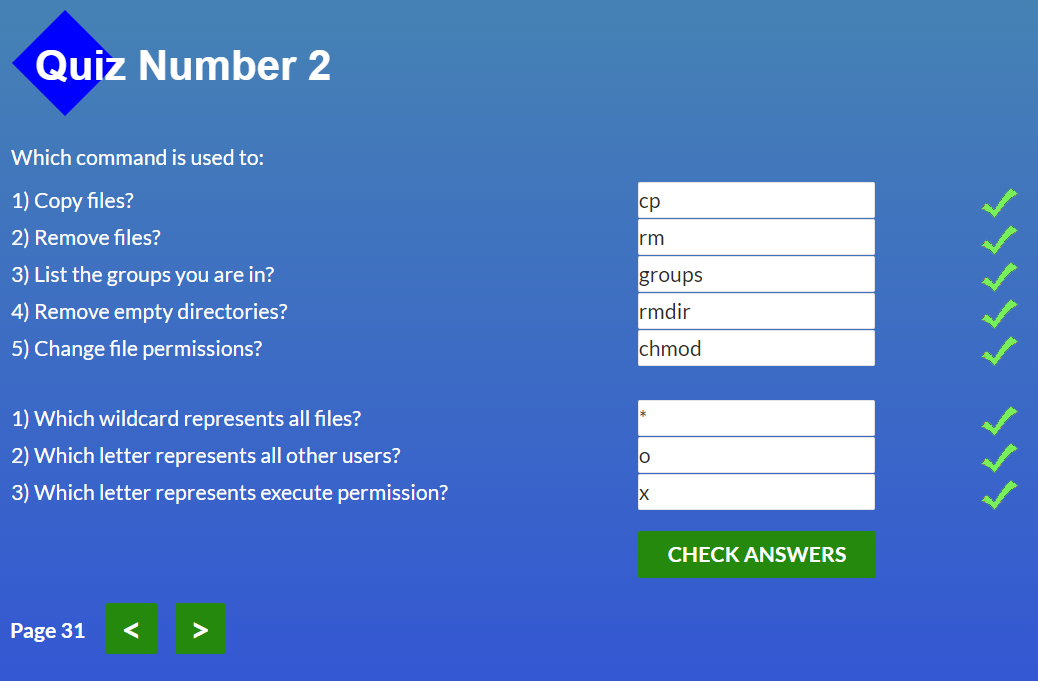 Quiz Number 2
Which command is used to:
1) Copy files? cp
2) Remove files? rm
3) List the groups you are in? groups
4) Remove empty directories? rmdir
5) Change file permissions? chmod
1) Which wildcard represents all files? *
2) Which letter represents all other users? o
3) Which letter represents execute permission? x
CHECK ANSWERS
Page 31 < >